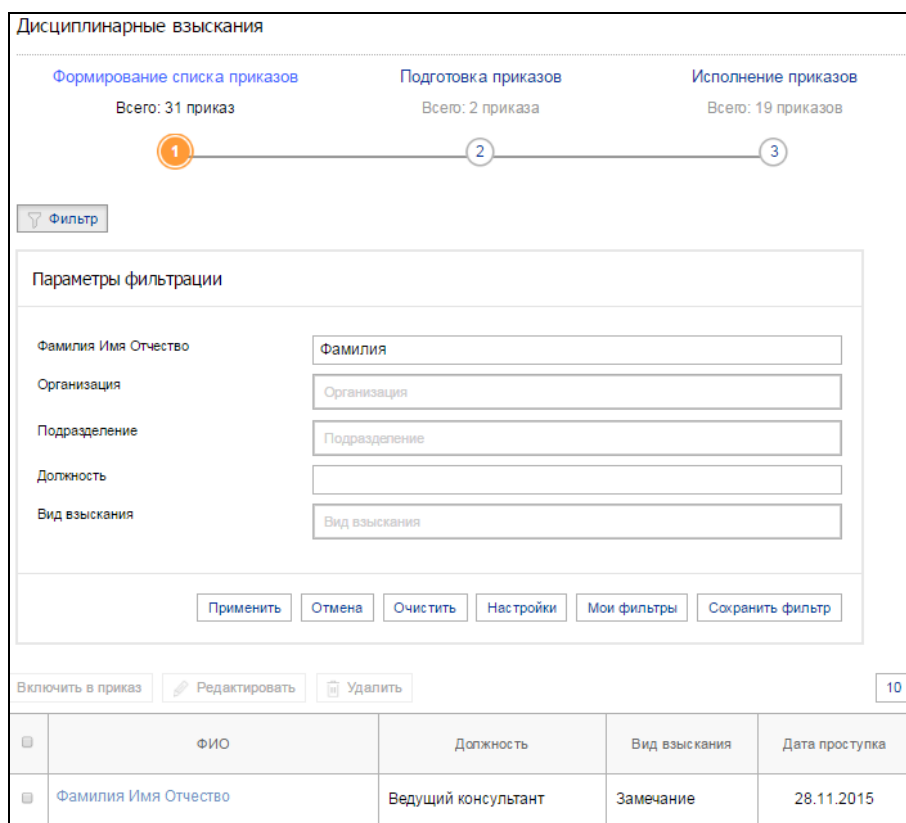 Дисциплинарные взыскания
Формирование списка приказов Подготовка приказов Исполнение приказов
Всего: 31 приказ Всего: 2 приказа Всего: 19 приказов
1 2 3
Фильтр
Параметры фильтрации
Фамилия Имя Отчество Фамилия
Организация Организация
Подразделение Подразделение
Должность
Вид взыскания Вид взыскания
Применить Отмена Очистить Настройки Мои фильтры Сохранить фильтр
Включить в приказ Редактировать Удалить 10
ФИО Должность Вид взыскания Дата проступка
Фамилия Имя Отчество Ведущий консультант Замечание 28.11.2015